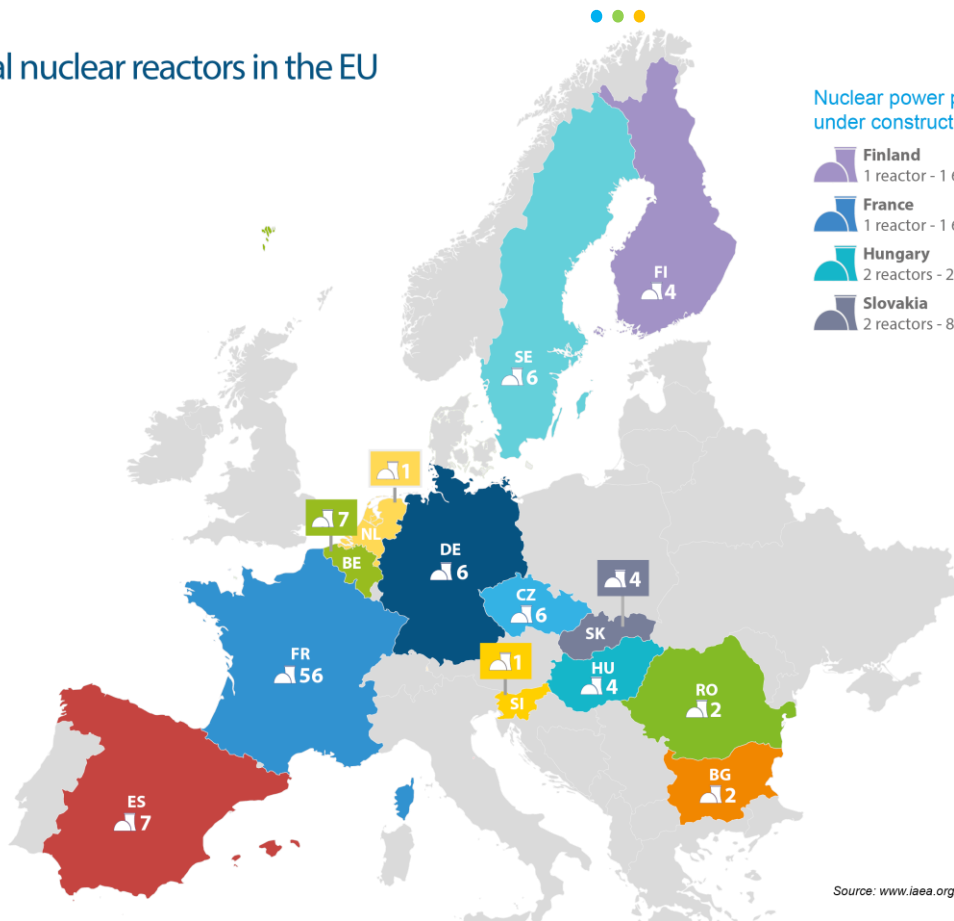 al nuclear reactors in the EU
Nuclear power p
under construct
Finland
1 reactor - 1 6
France
1 reactor - 1 6
Hungary
2 reactors - 2
Slovakia
2 reactors - 8
FI
4
SE
6
1
7
NL
BE
DE
6
4
CZ
6
SK
FR
56
1
HU
4
SI
RO
2
BG
2
ES
7
Source: www.iaea.org